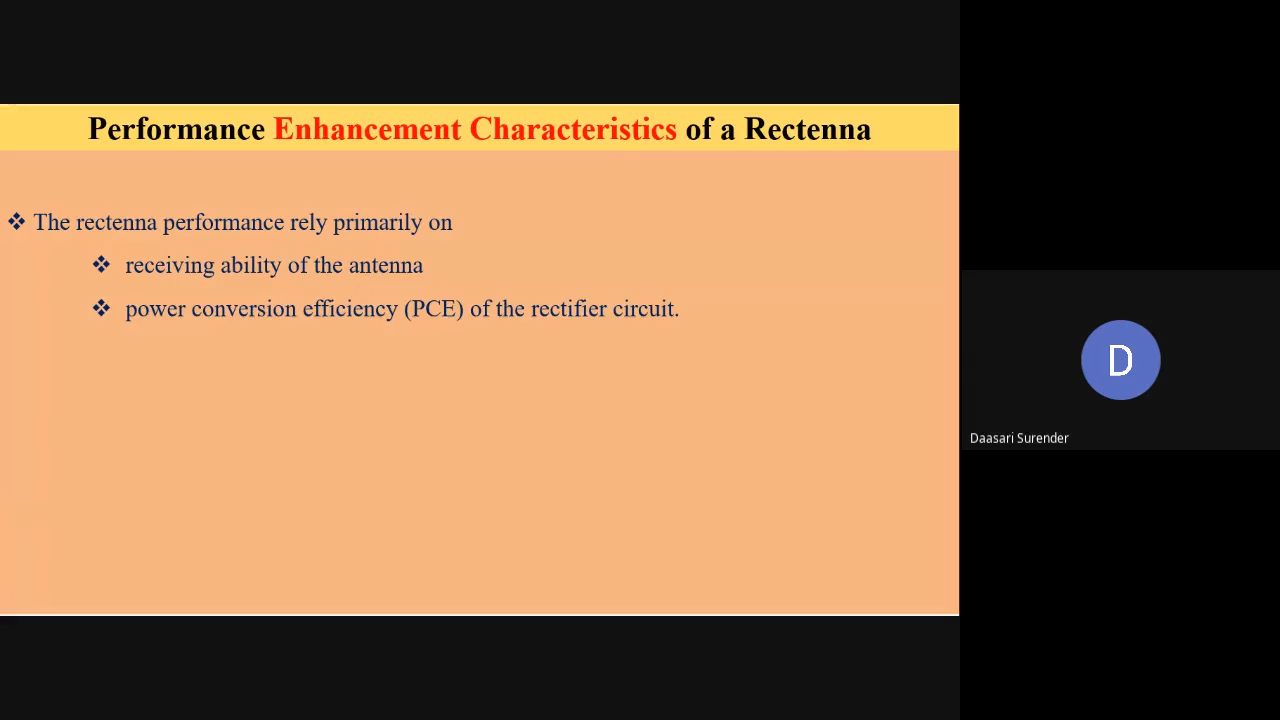 Performance Enhancement Characteristics of a Rectenna
❖ The rectenna performance rely primarily on
❖ receiving ability of the antenna
❖ power conversion efficiency (PCE) of the rectifier circuit.
D
Daasari Surender